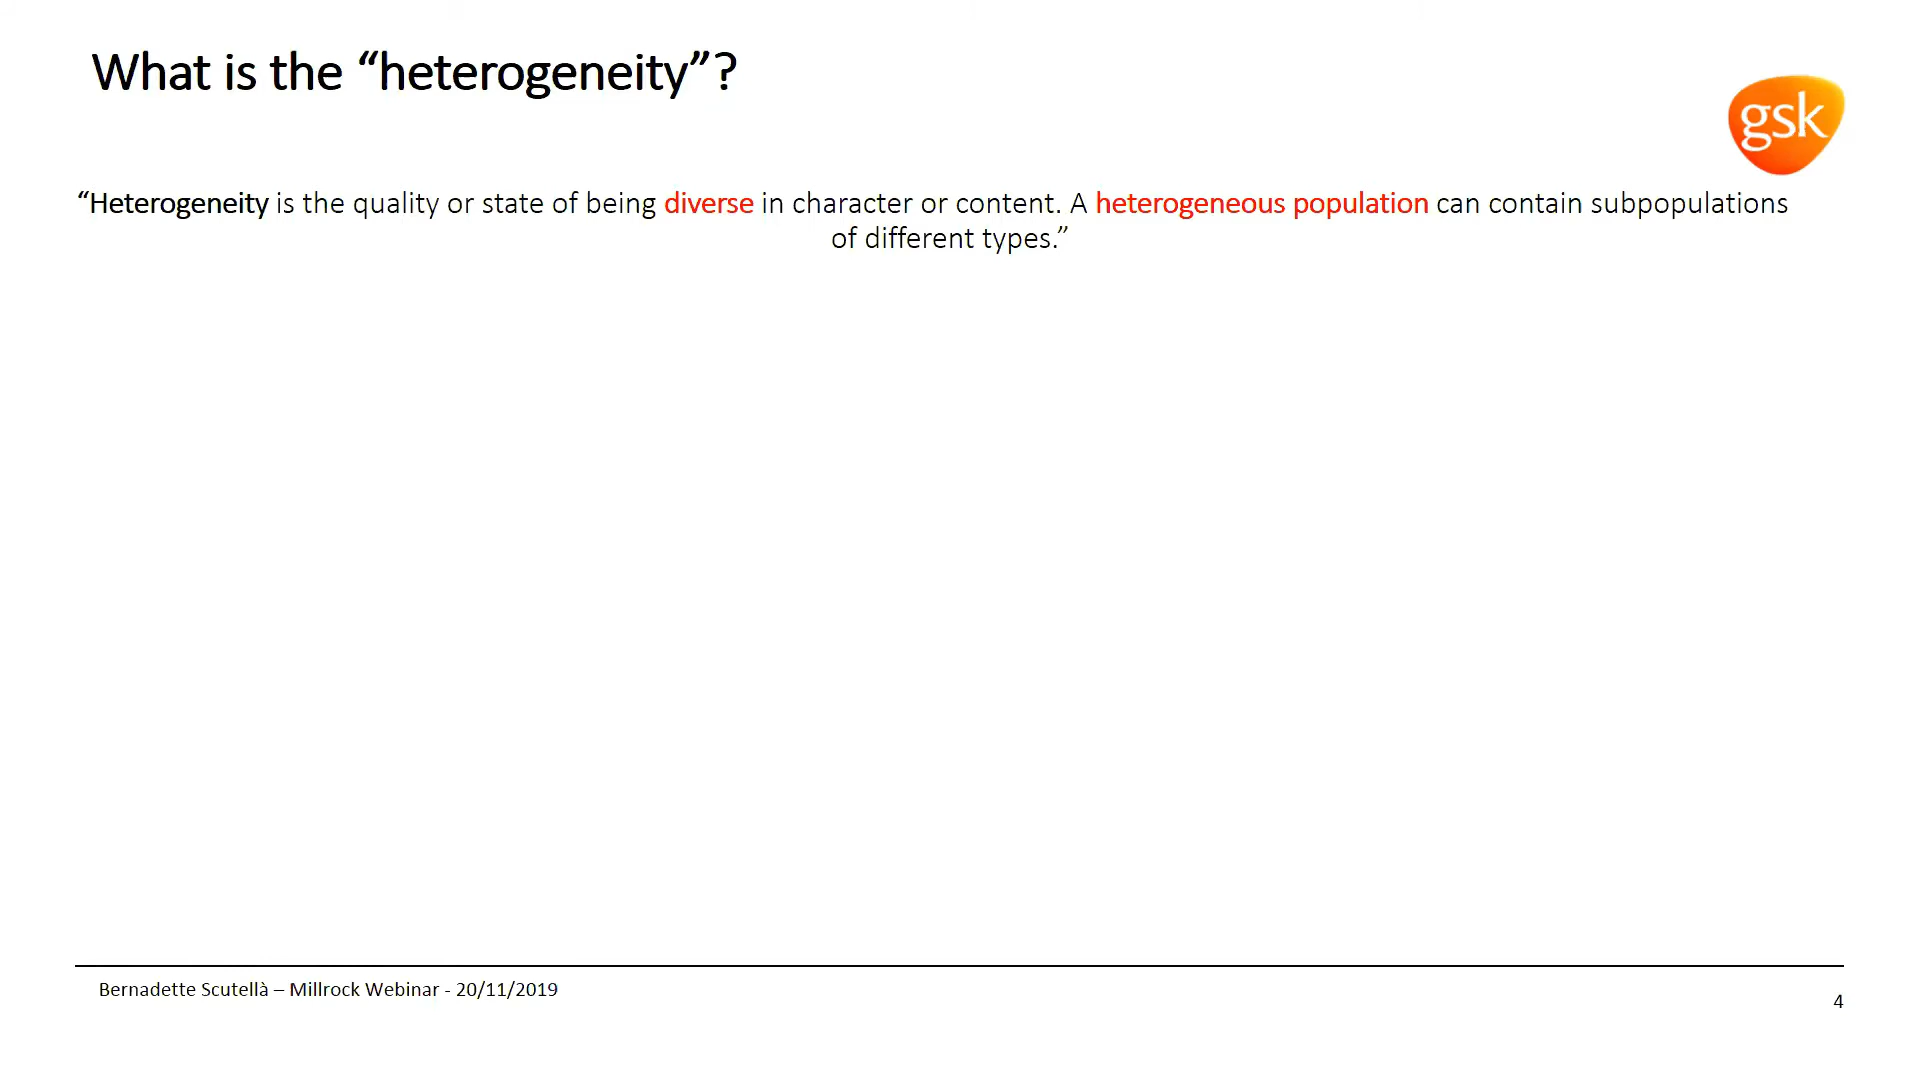 What is the “heterogeneity”?
gsk
“Heterogeneity is the quality or state of being diverse in character or content. A heterogeneous population can contain subpopulations
of different types.”
Bernadette Scutellà – Millrock Webinar - 20/11/2019
4